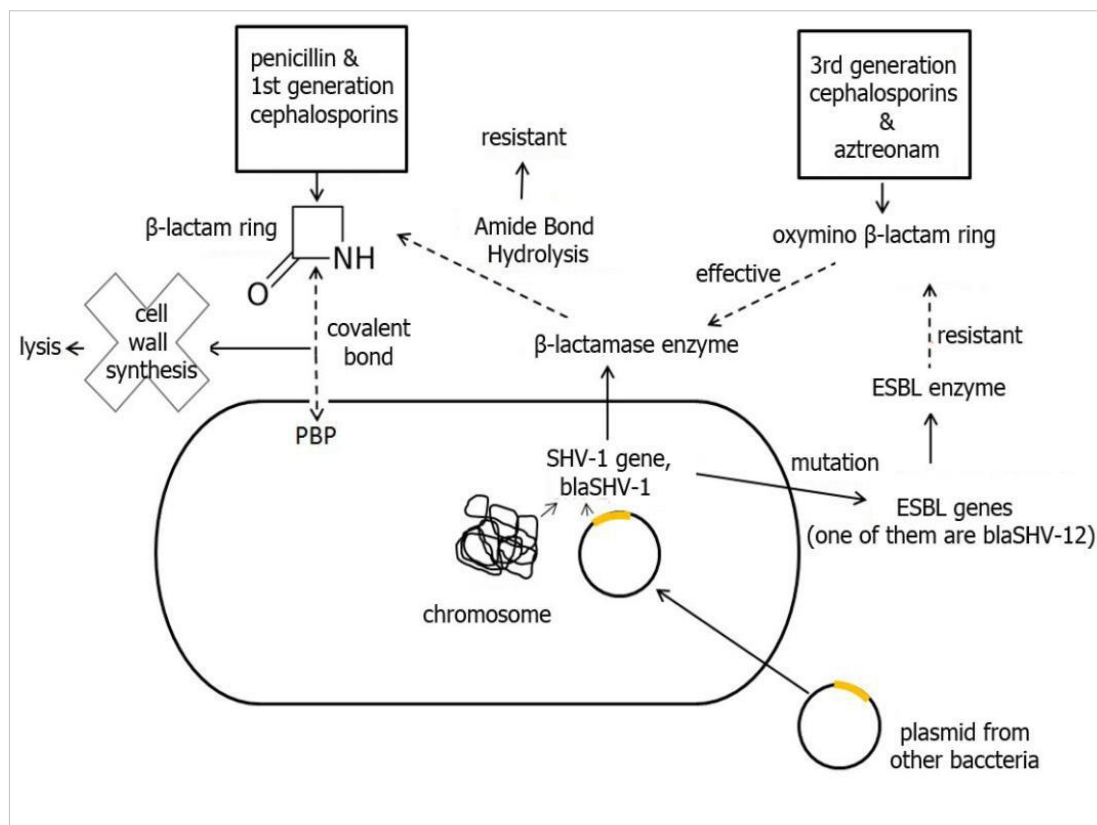 penicillin &
1st generation
cephalosporins
3rd generation
cephalosporins
&
aztreonam
resistant
β-lactam ring
NH
O
Amide Bond
Hydrolysis
oxymino β-lactam ring
effective
cell
wall
synthesis
lysis
covalent
bond
β-lactamase enzyme
resistant
ESBL enzyme
PBP
SHV-1 gene,
blaSHV-1
mutation
ESBL genes
(one of them are blaSHV-12)
chromosome
plasmid from
other baccteria